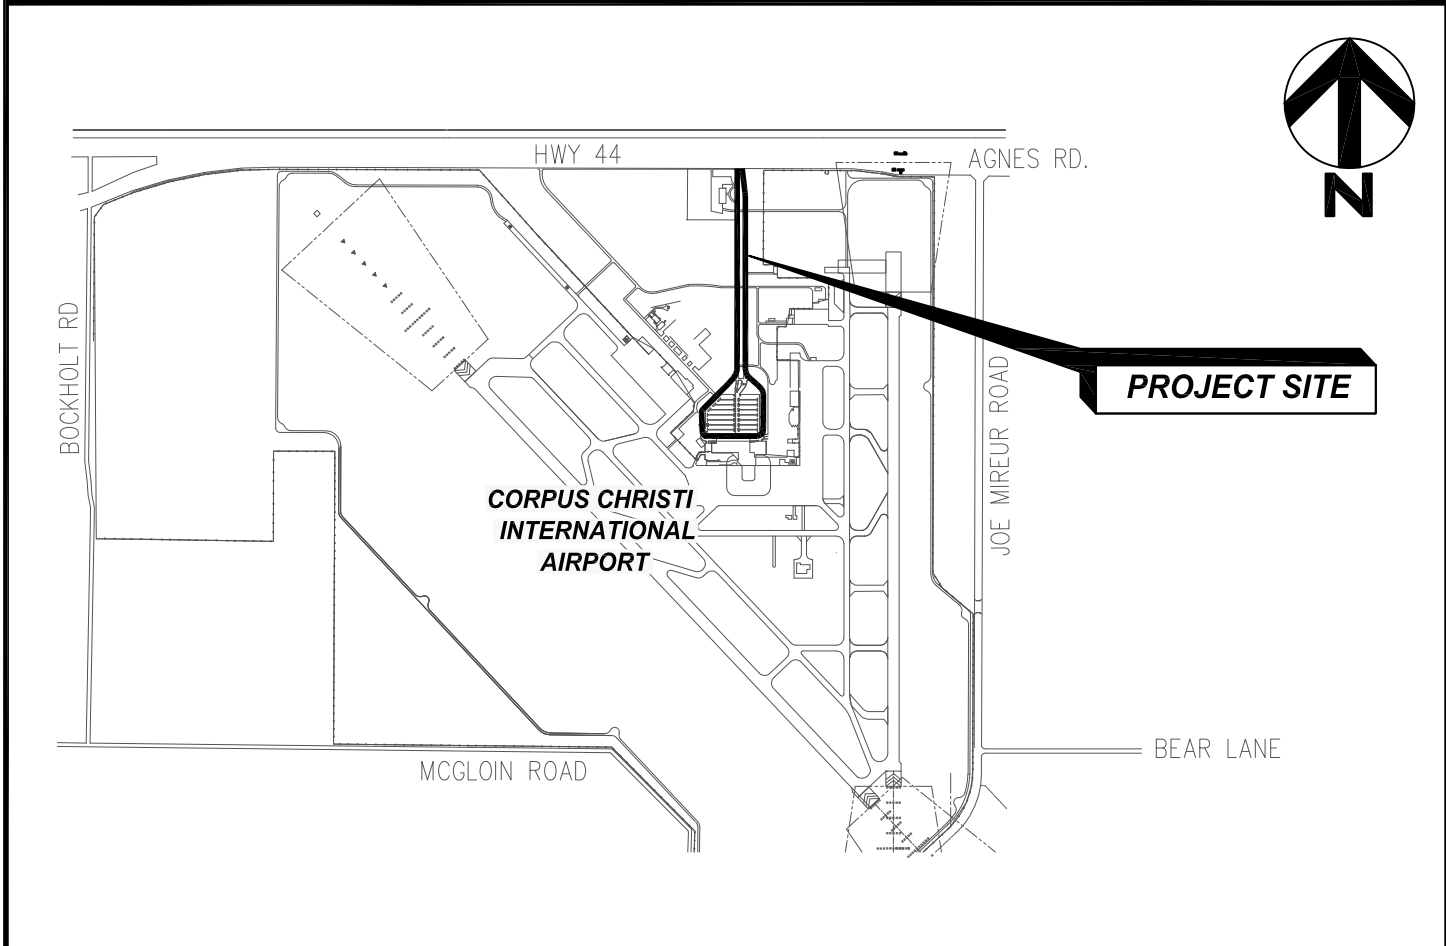 HWY 44
AGNES RD.
N
BOCKHOLT RD
PROJECT SITE
JOE MIREUR ROAD
CORPUS CHRISTI
INTERNATIONAL
AIRPORT
BEAR LANE
MCGLOIN ROAD